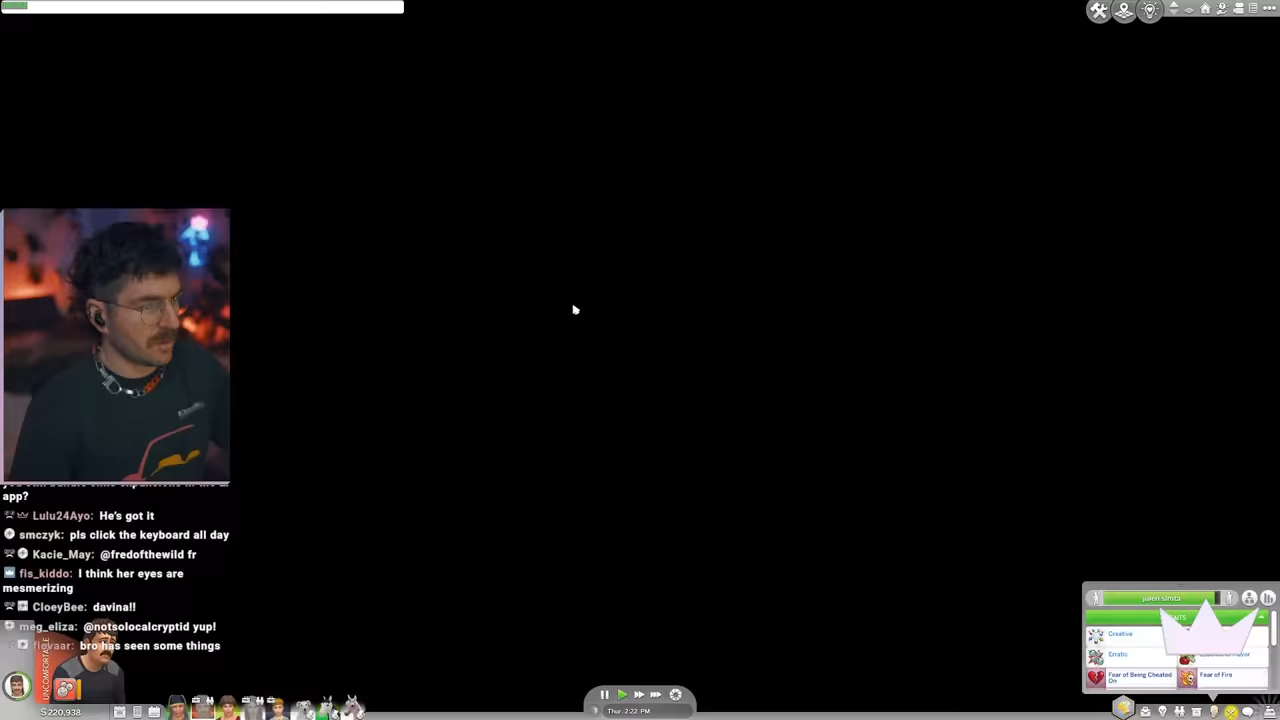 app?
Lulu24Ayo: He's got it
smczyk: pls click the keyboard all day
Kacie_May: @fredofthewild fr
fis_kiddo: I think her eyes are
mesmerizing
CloeyBee: davina!!
meg_eliza: @notsolocalcryptid yup!
bro has seen some things
UNCOMFORTABLE
$220,938
Thur. 2:22 PM
Creative
Erratic
Fear of Being Cheated
On
Fear of Fire